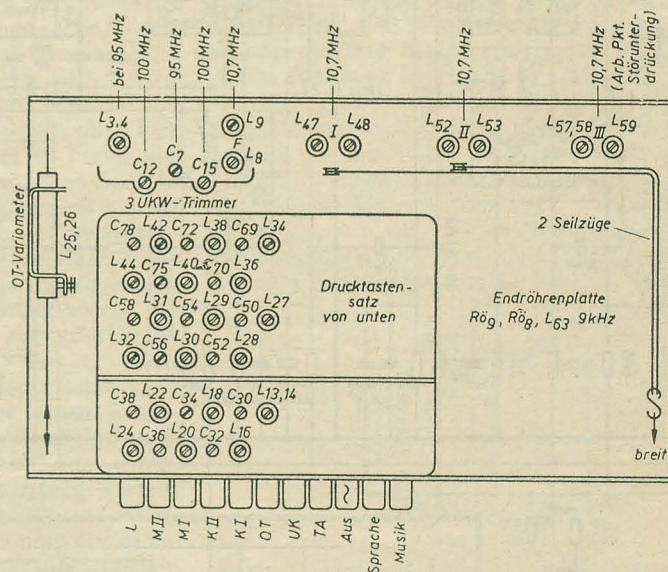 bei 95 MHz
100 MHz
95 MHz
100 MHz
10,7 MHz
10,7 MHz
10,7 MHz
10,7 MHz
(Arb. Pkt.
Störunter-
drückung)
L3,4
C12
C7
C15
F
L9
L8
L47 I L48
L52 II L53
L57,58 III L59
3 UKW-Trimmer
OT-Variometer
L25,26
2 Seilzüge
C78 L42 C72 L38 C69 L34
L44 C75 L40 C70 L36
C58 L31 C54 L29 C50 L27
L32 C56 L30 C52 L28
Drucktasten-
satz
von unten
Endröhrenplatte
Rö9, Rö8, L63 9kHz
C38 L22 C34 L18 C30 L13,14
L24 C36 L20 C32 L16
breit
L
M II
M I
K II
K I
OT
UK
TA
Aus ~
Sprache
Musik